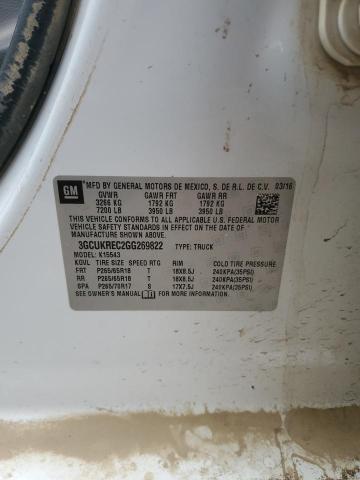 GM
MFD BY GENERAL MOTORS DE MEXICO, S. DE R.L. DE C.V. 03/16
GVWR GAWR FRT GAWR RR
3266 KG 1792 KG 1792 KG
7200 LB 3950 LB 3950 LB
THIS VEHICLE CONFORMS TO ALL APPLICABLE U.S. FEDERAL MOTOR
VEHICLE SAFETY AND THEFT PREVENTION STANDARDS IN EFFECT ON THE DATE OF
MANUFACTURE SHOWN ABOVE.
3GCUKREC2GG269822 TYPE: TRUCK
MODEL: K15543
TIRE SIZE SPEED RTG RIM COLD TIRE PRESSURE
FRT P265/65R18 T 18X8.5J 240KPA(35PSI)
RR P265/65R18 T 18X8.5J 240KPA(35PSI)
SPA P265/70R17 S 17X7.5J 240KPA(35PSI)
SEE OWNER'S MANUAL FOR ADDITIONAL INFORMATION